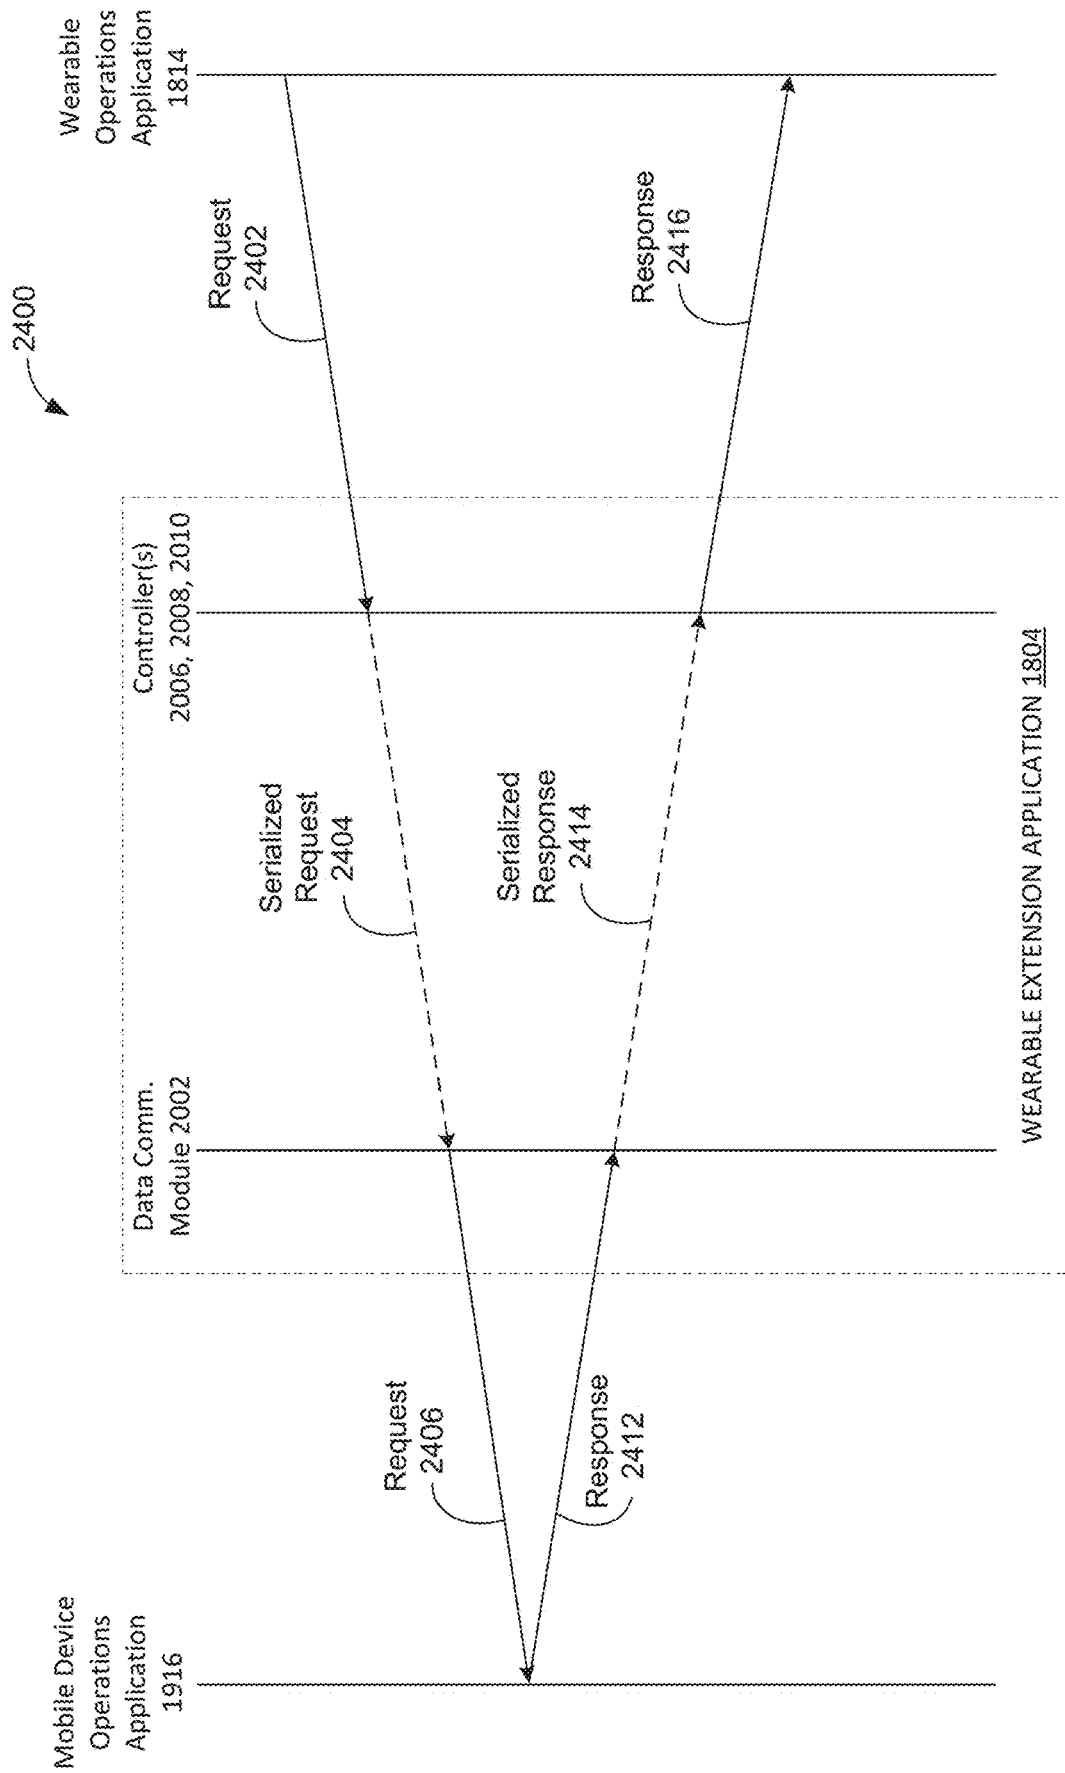 2400
Mobile Device
Operations
Application
1916
Data Comm.
Module 2002
Controller(s)
2006, 2008, 2010
Wearable
Operations
Application
1814
Request
2402
Serialized
Request
2404
Request
2406
Response
2412
Serialized
Response
2414
Response
2416
WEARABLE EXTENSION APPLICATION 1804